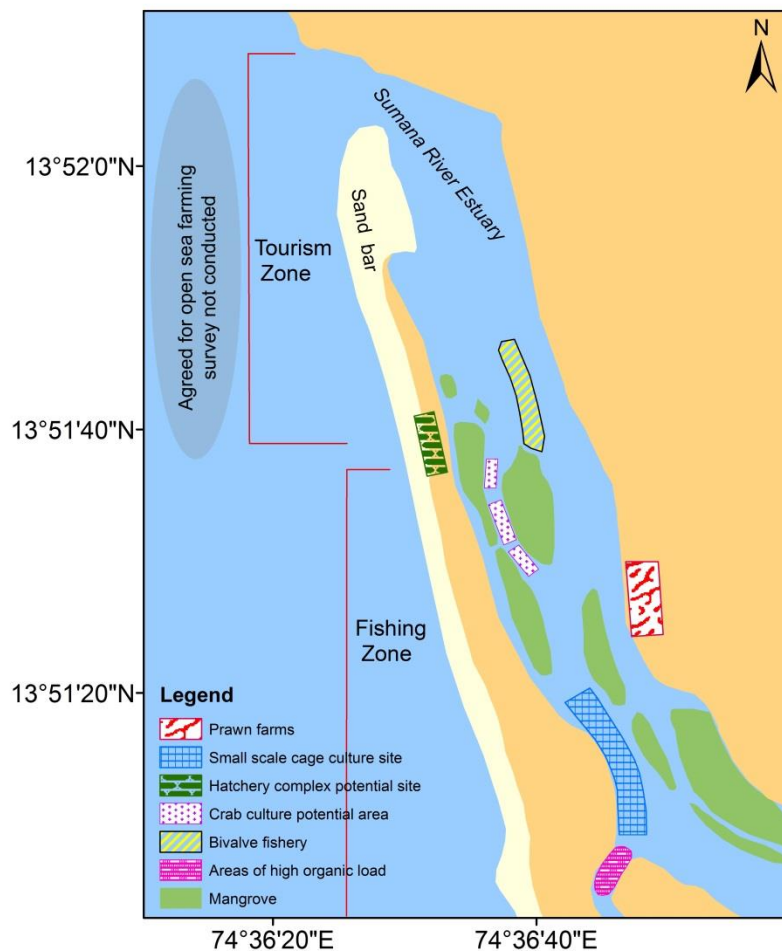 N
Sumana River Estuary
13°52'0"N
Sand bar
Tourism
Zone
Agreed for open sea farming
survey not conducted
13°51'40"N
Fishing
Zone
13°51'20"N
Legend
Prawn farms
Small scale cage culture site
Hatchery complex potential site
Crab culture potential area
Bivalve fishery
Areas of high organic load
Mangrove
74°36'20"E
74°36'40"E